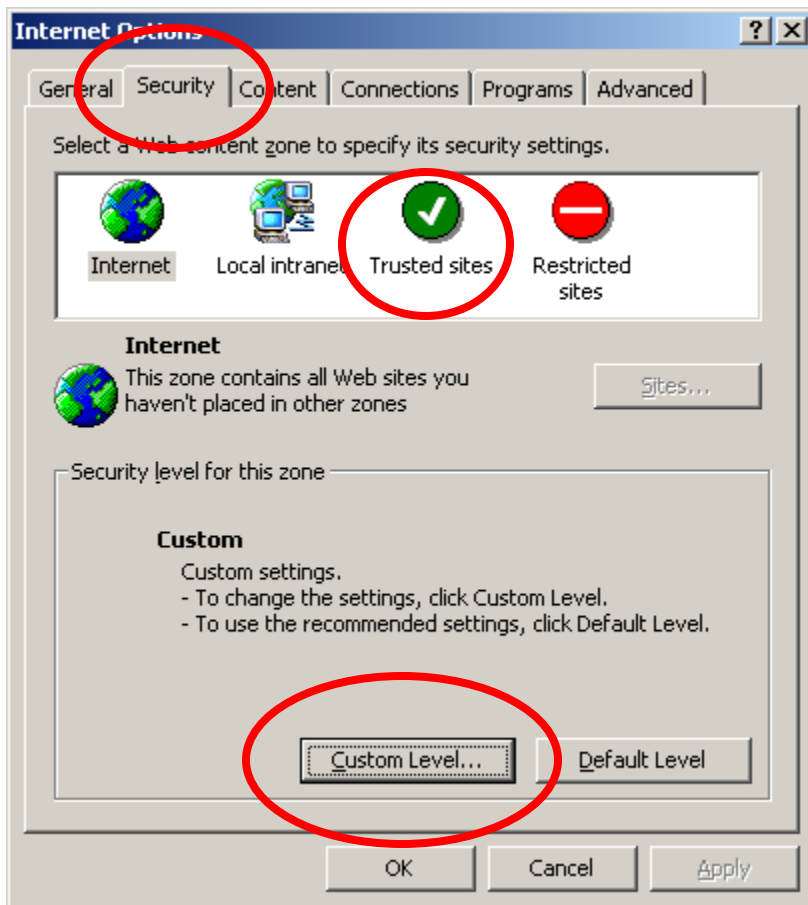 Internet Options
General Security Content Connections Programs Advanced
Select a Web content zone to specify its security settings.
Internet Local intranet Trusted sites Restricted
sites
Internet
This zone contains all Web sites you
haven't placed in other zones
Sites...
Security level for this zone
Custom
Custom settings.
- To change the settings, click Custom Level.
- To use the recommended settings, click Default Level.
Custom Level... Default Level
OK Cancel Apply